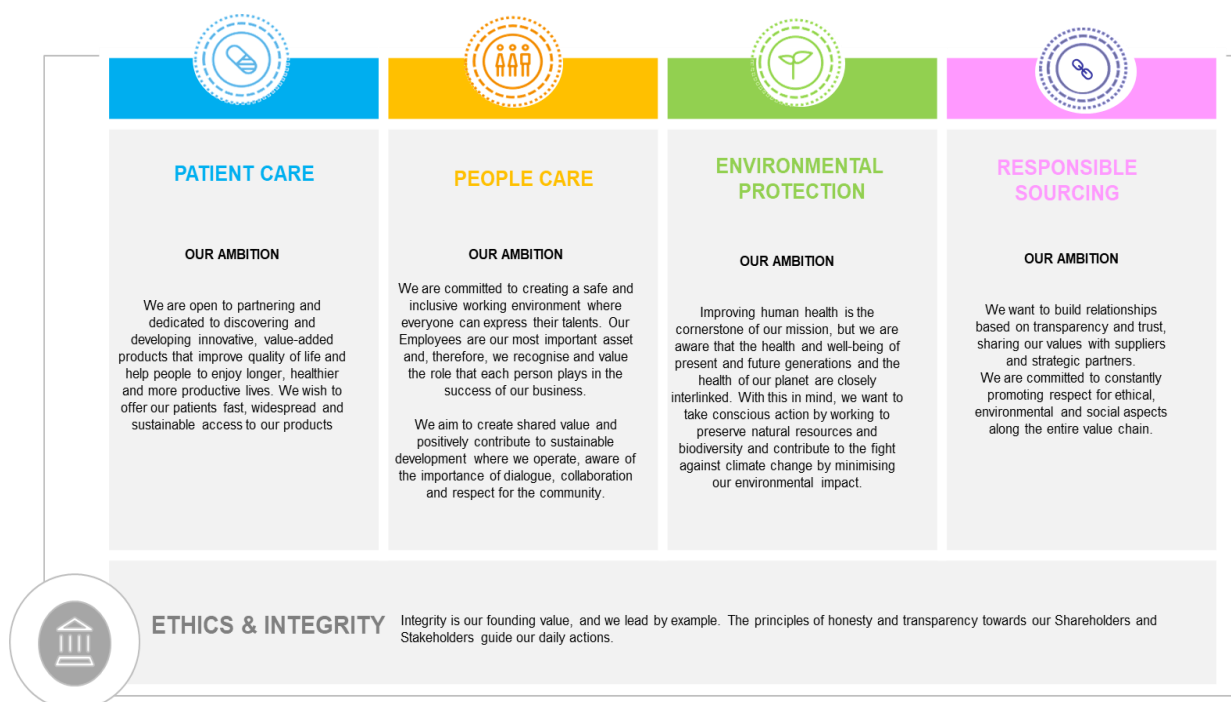 PATIENT CARE
OUR AMBITION
We are open to partnering and
dedicated to discovering and
developing innovative, value-added
products that improve quality of life and
help people to enjoy longer, healthier
and more productive lives. We wish to
offer our patients fast, widespread and
sustainable access to our products
PEOPLE CARE
OUR AMBITION
We are committed to creating a safe and
inclusive working environment where
everyone can express their talents. Our
Employees are our most important asset
and, therefore, we recognise and value
the role that each person plays in the
success of our business.
We aim to create shared value and
positively contribute to sustainable
development where we operate, aware of
the importance of dialogue, collaboration
and respect for the community.
ENVIRONMENTAL
PROTECTION
OUR AMBITION
Improving human health is the
cornerstone of our mission, but we are
aware that the health and well-being of
present and future generations and the
health of our planet are closely
interlinked. With this in mind, we want to
take conscious action by working to
preserve natural resources and
biodiversity and contribute to the fight
against climate change by minimising
our environmental impact.
RESPONSIBLE
SOURCING
OUR AMBITION
We want to build relationships
based on transparency and trust,
sharing our values with suppliers
and strategic partners.
We are committed to constantly
promoting respect for ethical,
environmental and social aspects
along the entire value chain.
ETHICS & INTEGRITY
Integrity is our founding value, and we lead by example. The principles of honesty and transparency towards our Shareholders and
Stakeholders guide our daily actions.